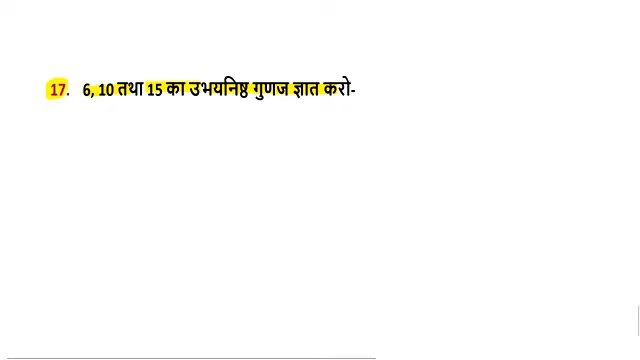 17. 6, 10 तथा 15 का उभयनिष्ठ गुणज ज्ञात करो-